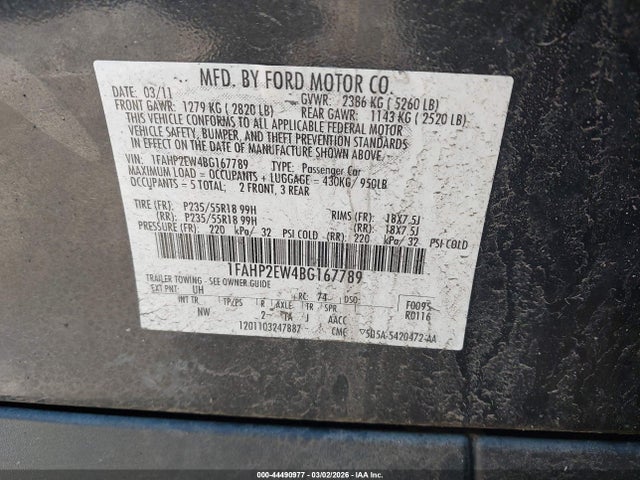 MFD. BY FORD MOTOR CO.
DATE: 03/11 GVWR: 2386 KG ( 5260 LB)
FRONT GAWR: 1279 KG ( 2820 LB) REAR GAWR: 1143 KG ( 2520 LB)
THIS VEHICLE CONFORMS TO ALL APPLICABLE FEDERAL MOTOR
VEHICLE SAFETY, BUMPER, AND THEFT PREVENTION STANDARDS
IN EFFECT ON THE DATE OF MANUFACTURE SHOWN ABOVE.
VIN: 1FAHP2EW4BG167789 TYPE: Passenger Car
MAXIMUM LOAD = OCCUPANTS + LUGGAGE = 430KG/ 950LB
OCCUPANTS = 5 TOTAL: 2 FRONT, 3 REAR
TIRE (FR): P235/55R18 99H RIMS (FR): 18X7.5J
(RR): P235/55R18 99H (RR): 18X7.5J
PRESSURE (FR): 220 kPa/ 32 PSI COLD (RR): 220 kPa/ 32 PSI COLD
1FAHP2EW4BG167789
TRAILER TOWING - SEE OWNER GUIDE
EXT PNT: UH RC: 74 DSO: F0095
INT TR TP/PS R AXLE TR SPR R0116
NW 2 TA J AACC
1201103247887 CMC 5420472-AA
000-44490977 - 03/02/2026 - IAA Inc.